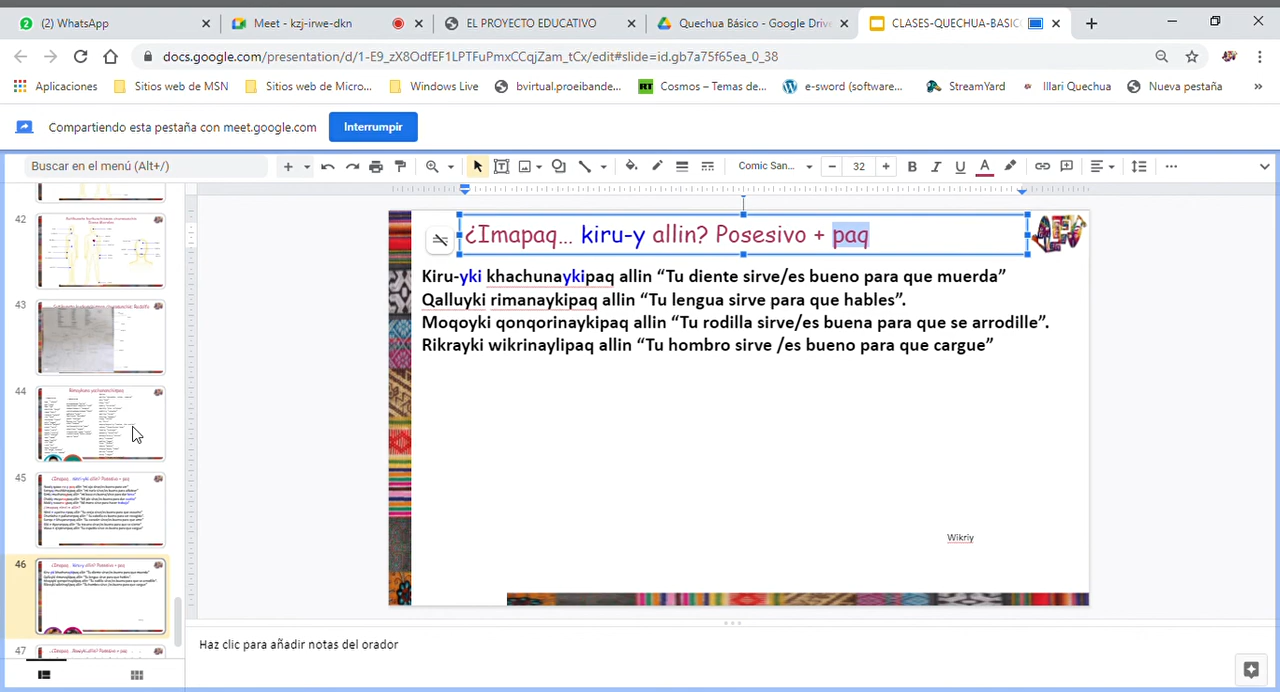 (2) WhatsApp
Meet - kzj-irwe-dkn
EL PROYECTO EDUCATIVO
Quechua Básico - Google Drive
CLASES-QUECHUA-BASIC
docs.google.com/presentation/d/1-E9_zX8OdfEF1LPTFuPmxCCqjZam_tCx/edit#slide=id.gb7a75f65ea_0_38
Aplicaciones
Sitios web de MSN
Sitios web de Micro...
Windows Live
bvirtual.proeibande...
Cosmos – Temas de...
e-sword (software...
StreamYard
Illari Quechua
Nueva pestaña
»
Compartiendo esta pestaña con meet.google.com
Interrumpir
Buscar en el menú (Alt+/)
Comic San...
32
B I U A
42
43
44
45
46
47
¿Imapaq... kiru-y allin? Posesivo + paq
Kiru-yki khachunaykipaq allin “Tu diente sirve/es bueno para que muerda”
Qalluyki rimanaykipaq allin “Tu lengua sirve para que hables”.
Moqoyki qonqorinaykipaq allin “Tu rodilla sirve/es buena para que se arrodille”.
Rikrayki wikrinaylipaq allin “Tu hombro sirve /es bueno para que cargue”
Wikriy
Haz clic para añadir notas del orador